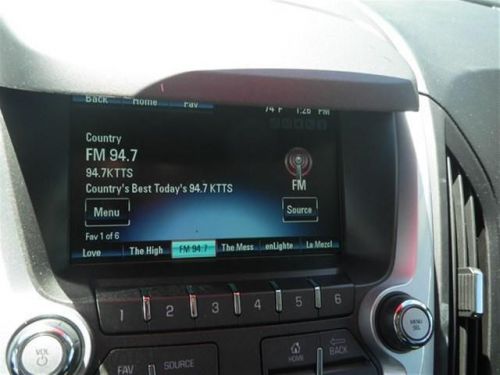 Back Home Fav 74°F 1:26 PM
Country
FM 94.7
94.7KTTS
FM
Country's Best Today's 94.7 KTTS
Menu Source
Fav 1 of 6
Love The High FM 94.7 The Mess enLighte La Mezcl
1 2 3 4 5 6
VOL
FAV SOURCE HOME BACK
MENU
SEL